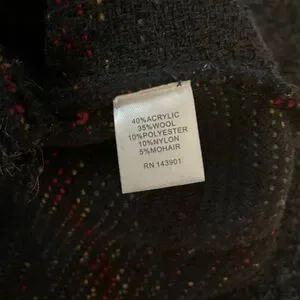 40%ACRYLIC
35%WOOL
10%POLYESTER
10%NYLON
5%MOHAIR
RN 143901